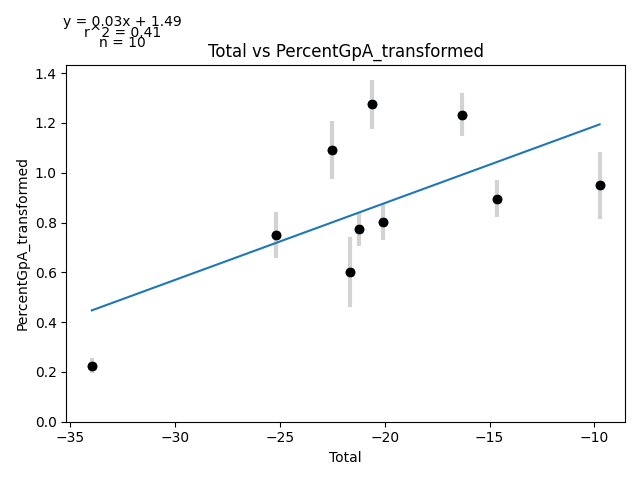 y = 0.03x + 1.49
r^2 = 0.41
n = 10
Total vs PercentGpA_transformed
PercentGpA_transformed
1.4
1.2
1.0
0.8
0.6
0.4
0.2
0.0
−35
−30
−25
−20
−15
−10
Total